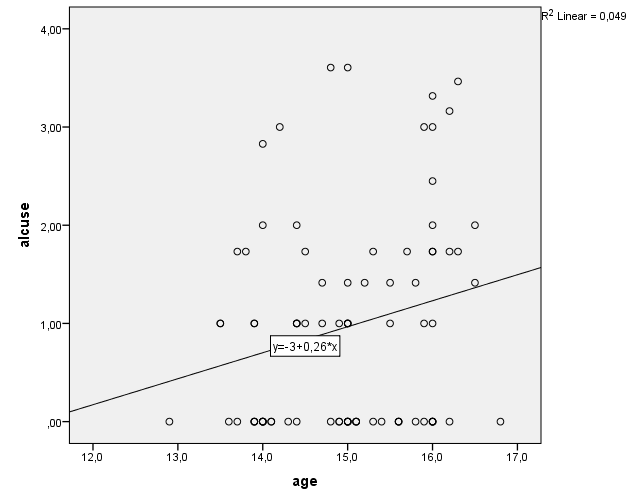 R2 Linear = 0,049
4,00
3,00
2,00
1,00
,00
alcuse
y=-3+0,26*x
12,0 13,0 14,0 15,0 16,0 17,0
age